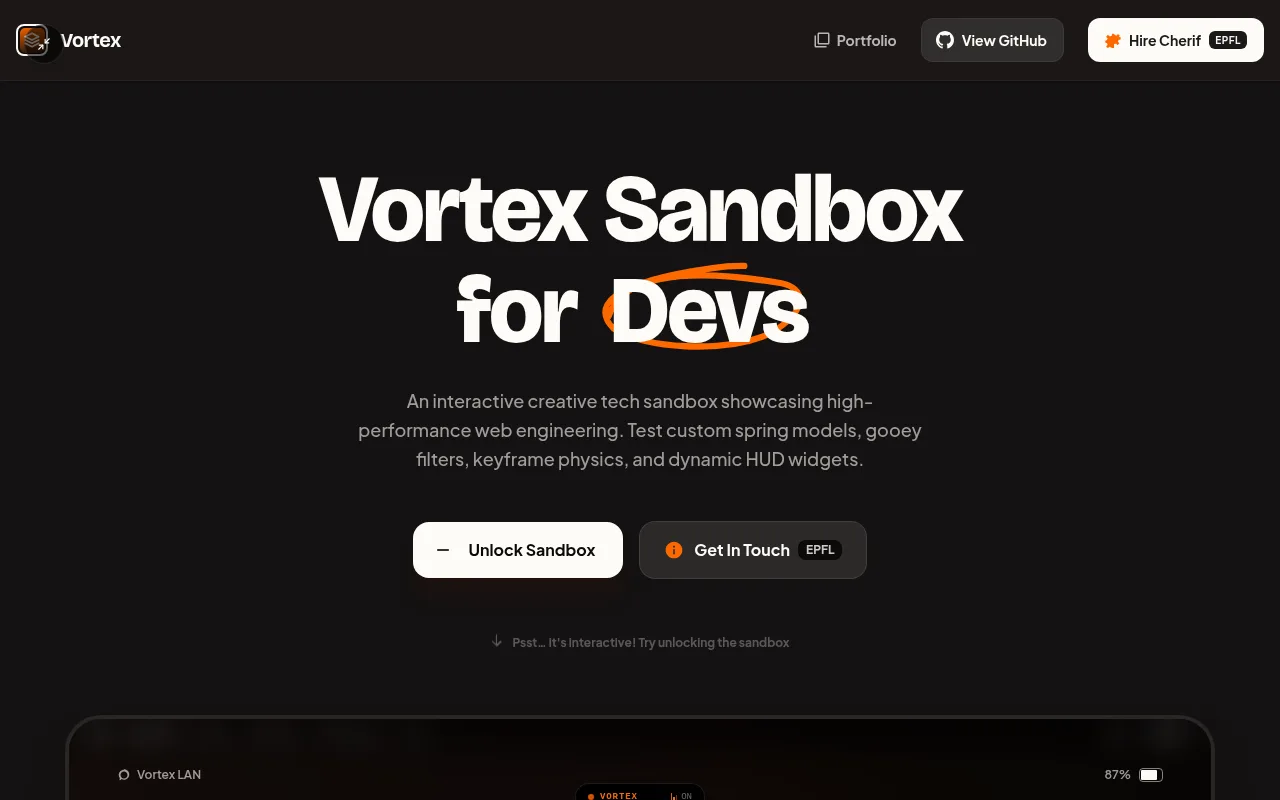 Vortex
Portfolio
View GitHub
Hire Cherif EPFL
Vortex Sandbox
for Devs
An interactive creative tech sandbox showcasing high-
performance web engineering. Test custom spring models, gooey
filters, keyframe physics, and dynamic HUD widgets.
Unlock Sandbox
Get In Touch EPFL
Psst… It's interactive! Try unlocking the sandbox
Vortex LAN
87%
VORTEX
ON